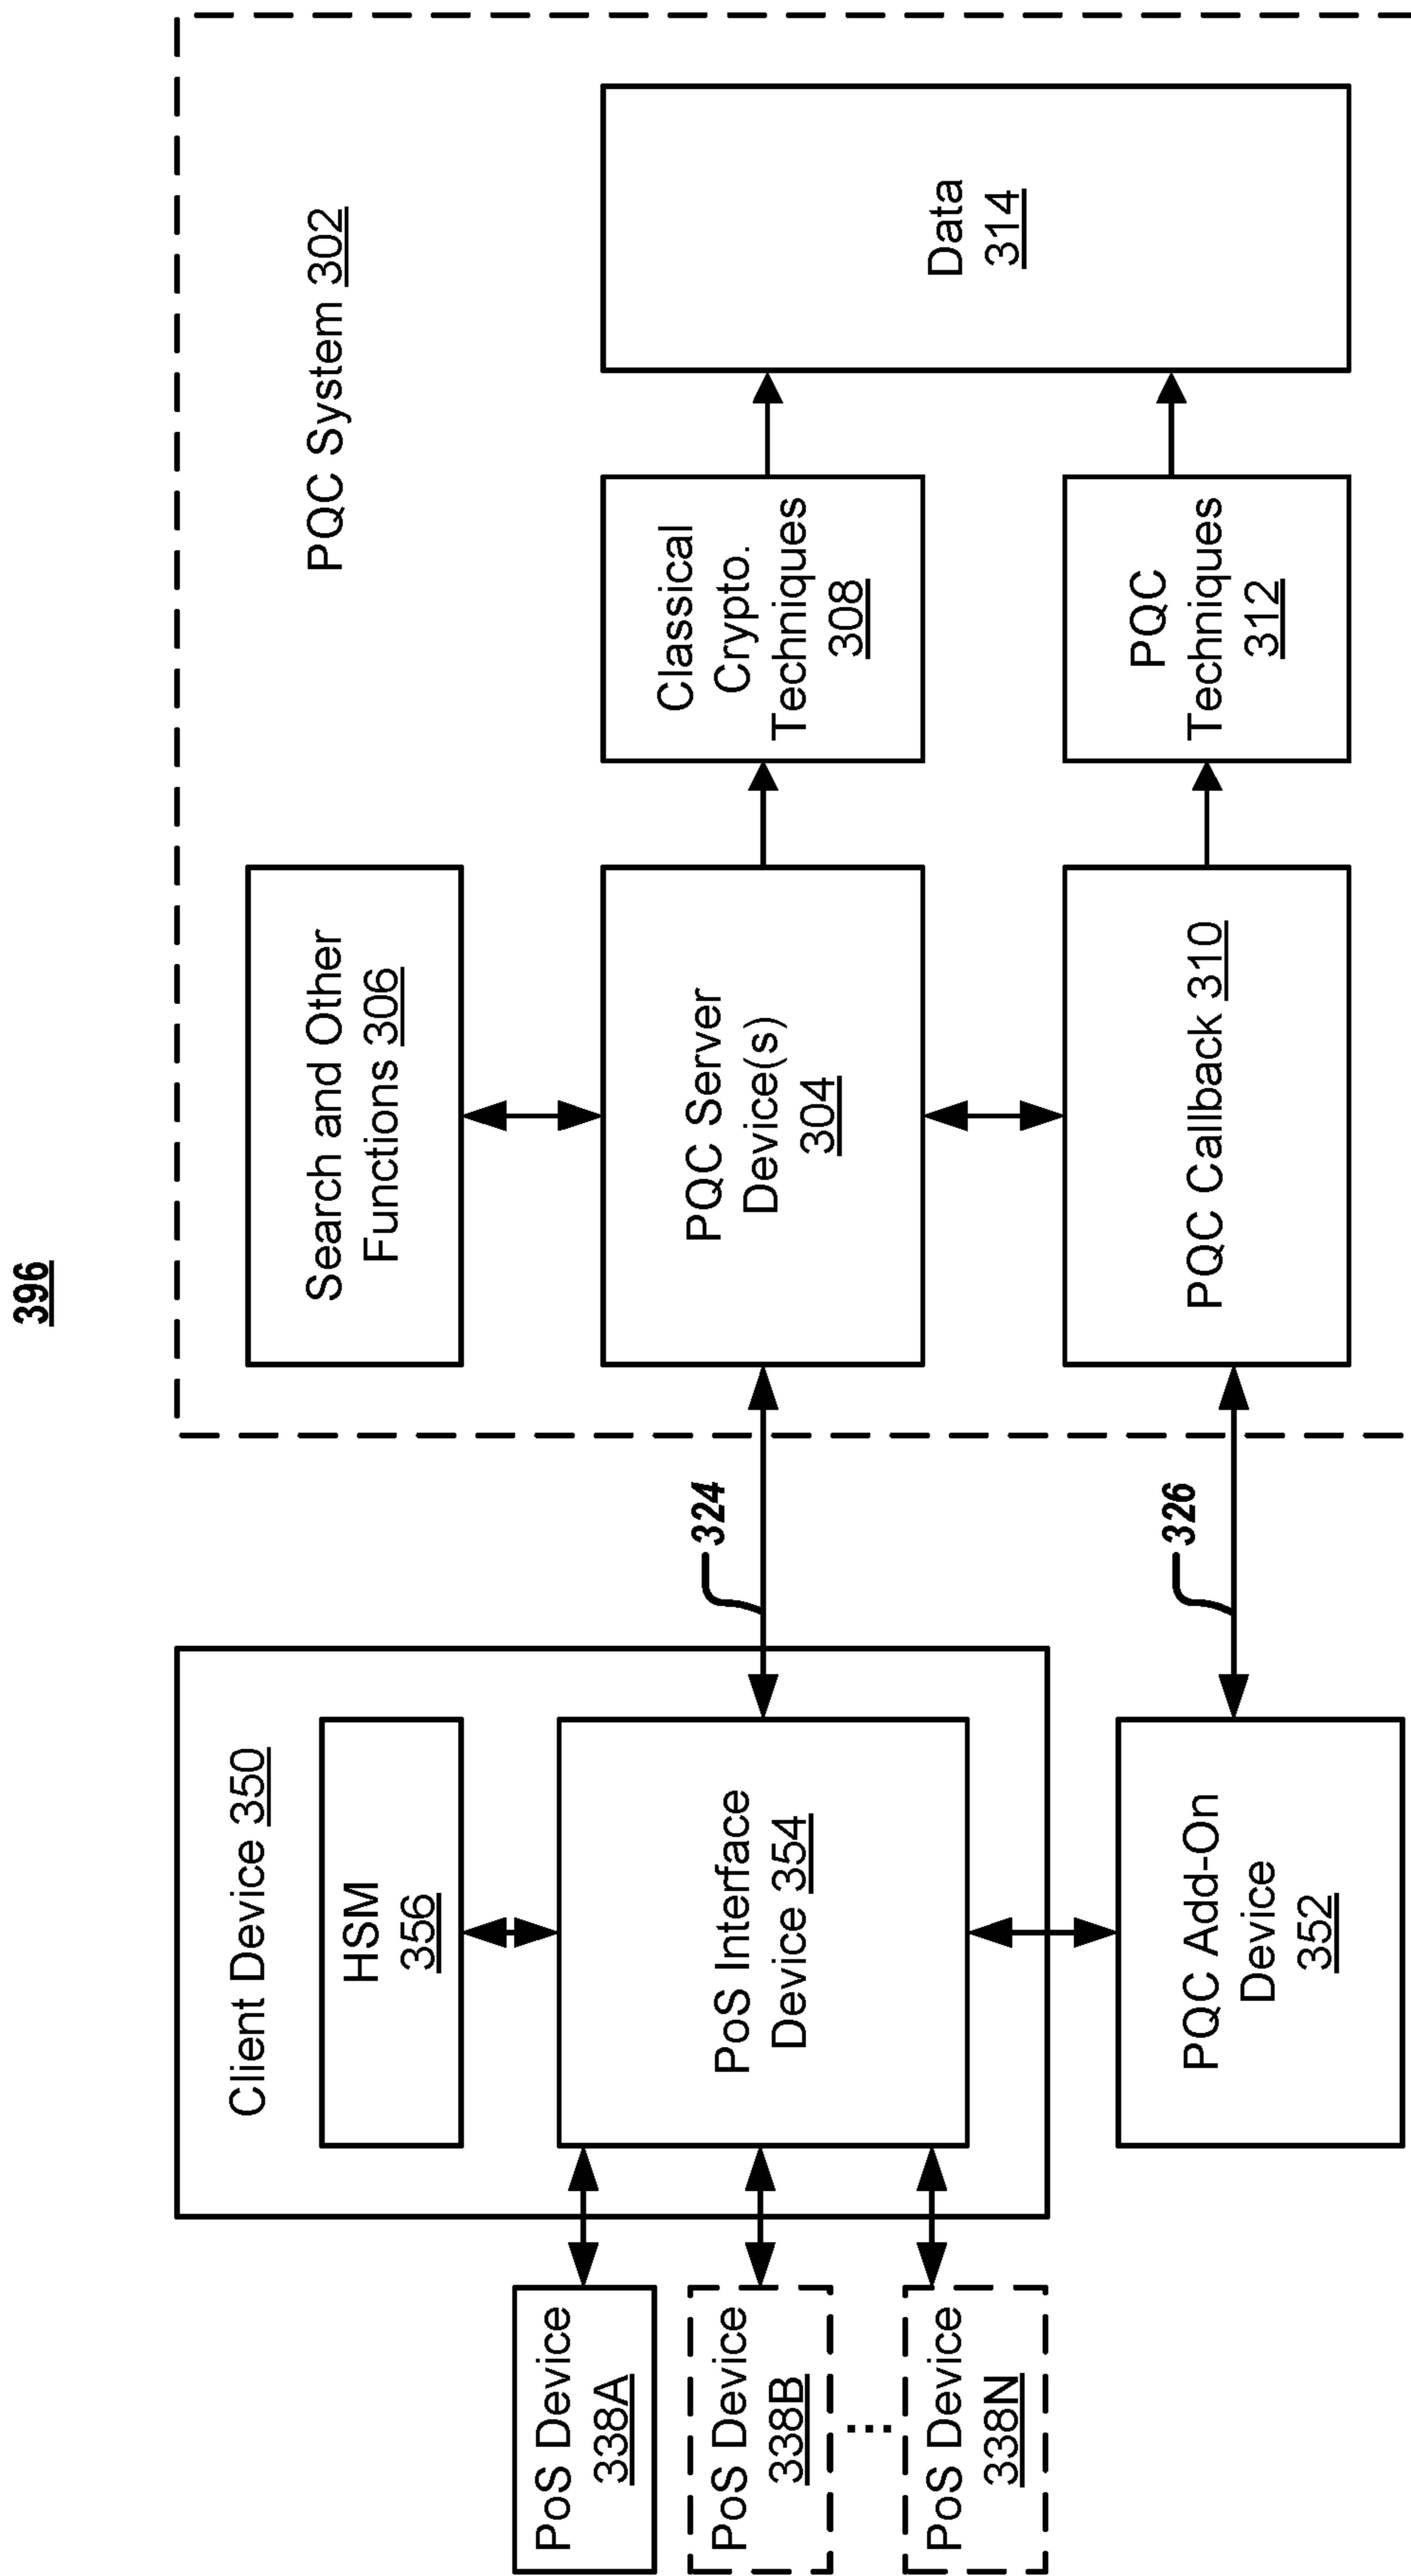 396
PoS Device
338A
PoS Device
338B
...
PoS Device
338N
Client Device 350
HSM
356
PoS Interface
Device 354
PQC Add-On
Device
352
324
326
PQC System 302
Search and Other
Functions 306
PQC Server
Device(s)
304
PQC Callback 310
Classical
Crypto.
Techniques
308
PQC
Techniques
312
Data
314